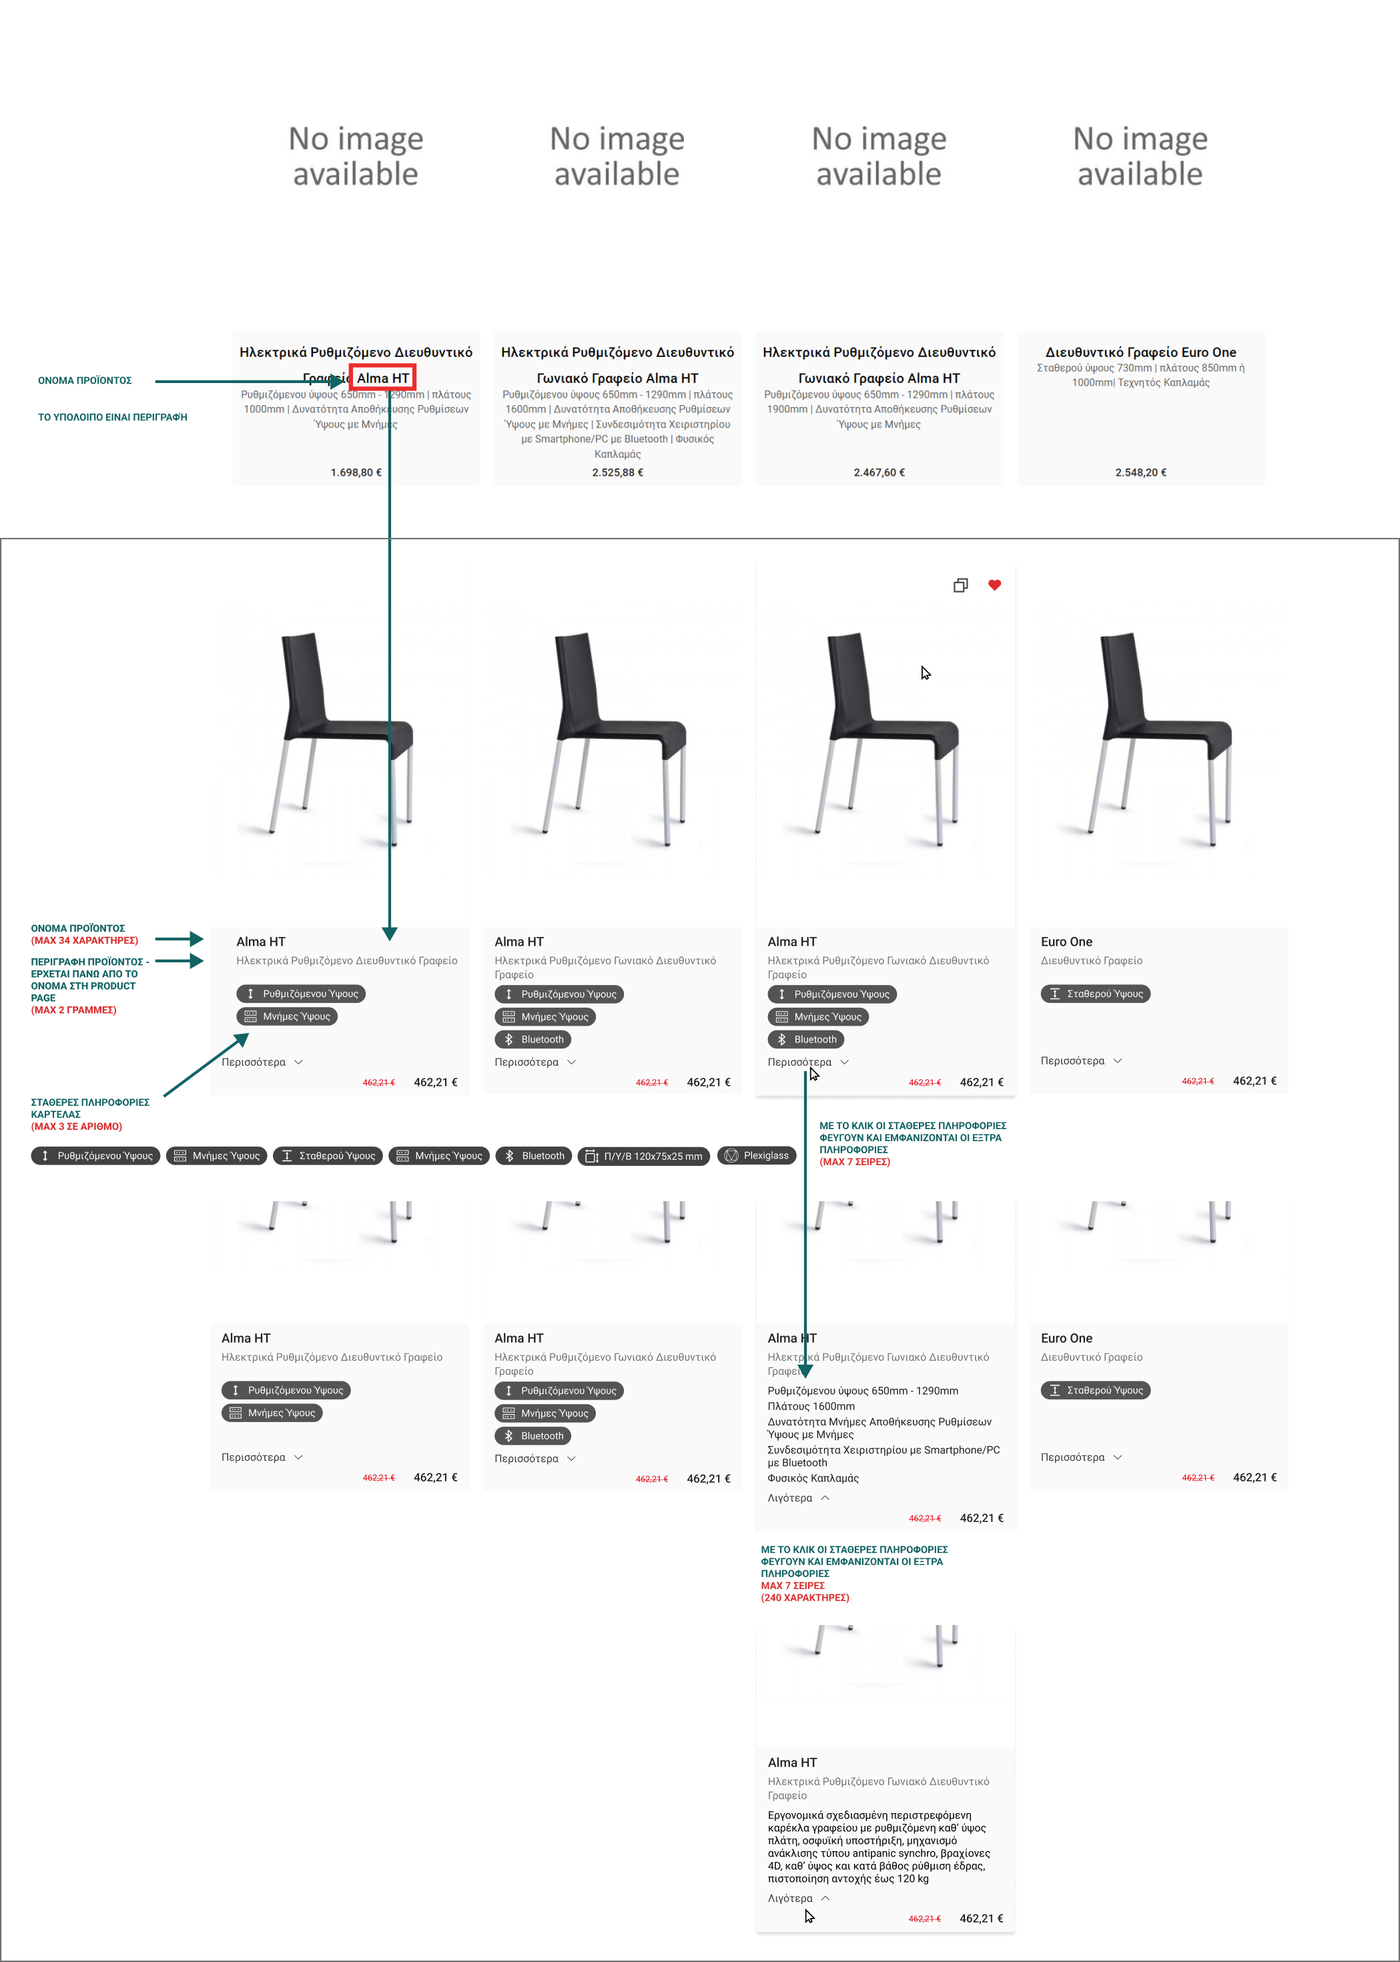 No image
available
No image
available
No image
available
No image
available
ΟΝΟΜΑ ΠΡΟΪΟΝΤΟΣ
ΤΟ ΥΠΟΛΟΙΠΟ ΕΙΝΑΙ ΠΕΡΙΓΡΑΦΉ
Ηλεκτρικά Ρυθμιζόμενο Διευθυντικό
Γραφείο Alma HT
Ρυθμιζόμενου ύψους 650mm - 1290mm | πλάτους
1000mm | Δυνατότητα Αποθήκευσης Ρυθμίσεων
Ύψους με Μνήμες
1.698,80 €
Ηλεκτρικά Ρυθμιζόμενο Διευθυντικό
Γωνιακό Γραφείο Alma HT
Ρυθμιζόμενου ύψους 650mm - 1290mm | πλάτους
1600mm | Δυνατότητα Αποθήκευσης Ρυθμίσεων
Ύψους με Μνήμες | Συνδεσιμότητα Χειριστηρίου
με Smartphone/PC με Bluetooth | Φυσικός
Καπλαμάς
2.525,88 €
Ηλεκτρικά Ρυθμιζόμενο Διευθυντικό
Γωνιακό Γραφείο Alma HT
Ρυθμιζόμενου ύψους 650mm - 1290mm | πλάτους
1900mm | Δυνατότητα Αποθήκευσης Ρυθμίσεων
Ύψους με Μνήμες
2.467,60 €
Διευθυντικό Γραφείο Euro One
Σταθερού ύψους 730mm | πλάτους 850mm ή
1000mm| Τεχνητός Καπλαμάς
2.548,20 €
ΟΝΟΜΑ ΠΡΟΪΟΝΤΟΣ
(MAX 34 ΧΑΡΑΚΤΗΡΕΣ)
ΠΕΡΙΓΡΑΦΗ ΠΡΟΪΟΝΤΟΣ -
ΕΡΧΕΤΑΙ ΠΑΝΩ ΑΠΟ ΤΟ
ΟΝΟΜΑ ΣΤΗ PRODUCT
PAGE
(MAX 2 ΓΡΑΜΜΕΣ)
ΣΤΑΘΕΡΕΣ ΠΛΗΡΟΦΟΡΙΕΣ
ΚΑΡΤΕΛΑΣ
(MAX 3 ΣΕ ΑΡΙΘΜΟ)
Alma HT
Ηλεκτρικά Ρυθμιζόμενο Διευθυντικό Γραφείο
Ρυθμιζόμενου Ύψους
Μνήμες Ύψους
Περισσότερα
462,21 € 462,21 €
Alma HT
Ηλεκτρικά Ρυθμιζόμενο Γωνιακό Διευθυντικό
Γραφείο
Ρυθμιζόμενου Ύψους
Μνήμες Ύψους
Bluetooth
Περισσότερα
462,21 € 462,21 €
Alma HT
Ηλεκτρικά Ρυθμιζόμενο Γωνιακό Διευθυντικό
Γραφείο
Ρυθμιζόμενου Ύψους
Μνήμες Ύψους
Bluetooth
Περισσότερα
462,21 € 462,21 €
Euro One
Διευθυντικό Γραφείο
Σταθερού Ύψους
Περισσότερα
462,21 € 462,21 €
Ρυθμιζόμενου Ύψους Μνήμες Ύψους Σταθερού Ύψους Μνήμες Ύψους Bluetooth Π/Υ/Β 120x75x25 mm Plexiglass
ΜΕ ΤΟ ΚΛΙΚ ΟΙ ΣΤΑΘΕΡΕΣ ΠΛΗΡΟΦΟΡΙΕΣ
ΦΕΥΓΟΥΝ ΚΑΙ ΕΜΦΑΝΙΖΟΝΤΑΙ ΟΙ ΕΞΤΡΑ
ΠΛΗΡΟΦΟΡΙΕΣ
(MAX 7 ΣΕΙΡΕΣ)
Alma HT
Ηλεκτρικά Ρυθμιζόμενο Διευθυντικό Γραφείο
Ρυθμιζόμενου Ύψους
Μνήμες Ύψους
Περισσότερα
462,21 € 462,21 €
Alma HT
Ηλεκτρικά Ρυθμιζόμενο Γωνιακό Διευθυντικό
Γραφείο
Ρυθμιζόμενου Ύψους
Μνήμες Ύψους
Bluetooth
Περισσότερα
462,21 € 462,21 €
Alma HT
Ηλεκτρικά Ρυθμιζόμενο Γωνιακό Διευθυντικό
Γραφείο
Ρυθμιζόμενου ύψους 650mm - 1290mm
Πλάτους 1600mm
Δυνατότητα Μνήμες Αποθήκευσης Ρυθμίσεων
Ύψους με Μνήμες
Συνδεσιμότητα Χειριστηρίου με Smartphone/PC
με Bluetooth
Φυσικός Καπλαμάς
Λιγότερα
462,21 € 462,21 €
Euro One
Διευθυντικό Γραφείο
Σταθερού Ύψους
Περισσότερα
462,21 € 462,21 €
ΜΕ ΤΟ ΚΛΙΚ ΟΙ ΣΤΑΘΕΡΕΣ ΠΛΗΡΟΦΟΡΙΕΣ
ΦΕΥΓΟΥΝ ΚΑΙ ΕΜΦΑΝΙΖΟΝΤΑΙ ΟΙ ΕΞΤΡΑ
ΠΛΗΡΟΦΟΡΙΕΣ
MAX 7 ΣΕΙΡΕΣ
(240 ΧΑΡΑΚΤΗΡΕΣ)
Alma HT
Ηλεκτρικά Ρυθμιζόμενο Γωνιακό Διευθυντικό
Γραφείο
Εργονομικά σχεδιασμένη περιστρεφόμενη
καρέκλα γραφείου με ρυθμιζόμενη καθ' ύψος
πλάτη, οσφυϊκή υποστήριξη, μηχανισμό
ανάκλισης τύπου antipanic synchro, βραχίονες
4D, καθ' ύψος και κατά βάθος ρύθμιση έδρας,
πιστοποίηση αντοχής έως 120 kg
Λιγότερα
462,21 € 462,21 €